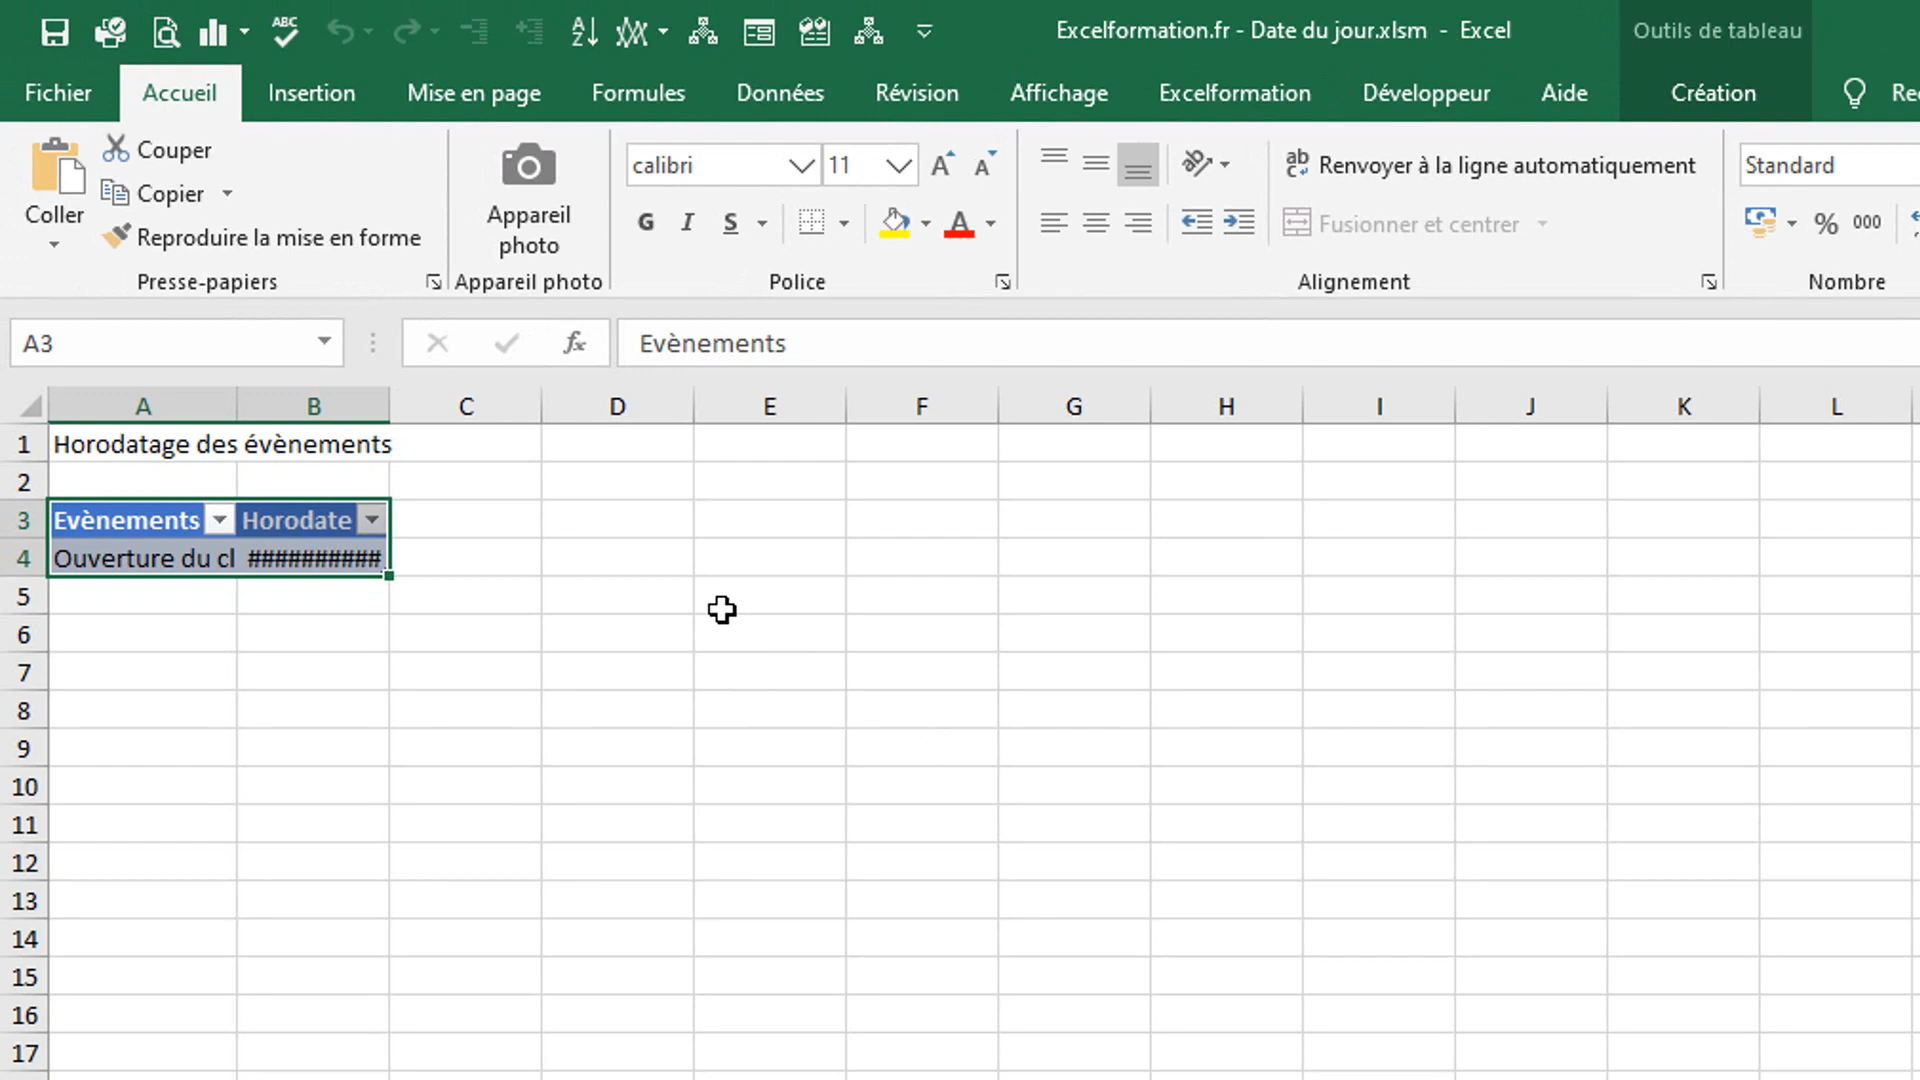 Excelformation.fr - Date du jour.xlsm - Excel
Outils de tableau
Fichier Accueil Insertion Mise en page Formules Données Révision Affichage Excelformation Développeur Aide Création
Coller
Couper
Copier
Reproduire la mise en forme
Presse-papiers
Appareil photo
Appareil photo
calibri 11
G I S
Police
Renvoyer à la ligne automatiquement
Fusionner et centrer
Alignement
Standard
% 000
Nombre
A3 fx Evènements
A B C D E F G H I J K L
1 Horodatage des évènements
2
3 Evènements Horodate
4 Ouverture du cl ##########
5
6
7
8
9
10
11
12
13
14
15
16
17